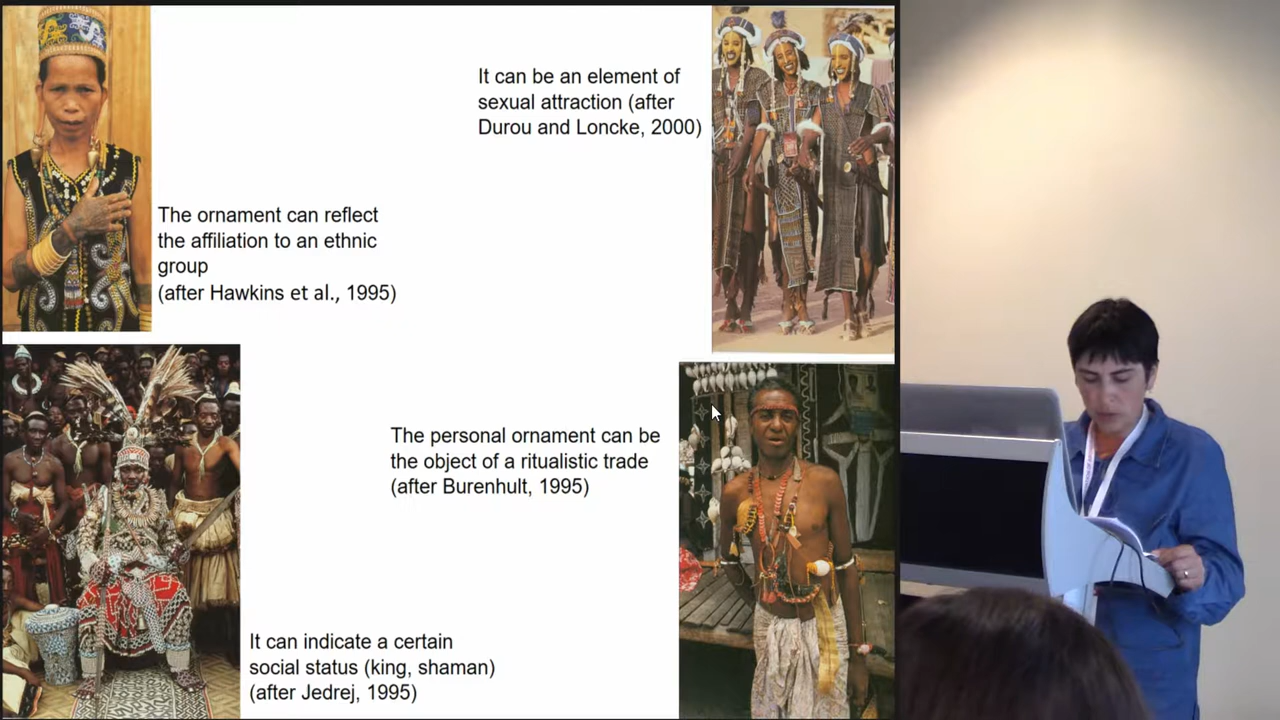 It can be an element of
sexual attraction (after
Durou and Loncke, 2000)
The ornament can reflect
the affiliation to an ethnic
group
(after Hawkins et al., 1995)
The personal ornament can be
the object of a ritualistic trade
(after Burenhult, 1995)
It can indicate a certain
social status (king, shaman)
(after Jedrej, 1995)